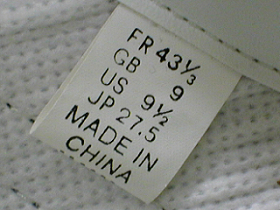 FR 43⅓
GB 9
US 9½
JP 27.5
MADE IN
CHINA